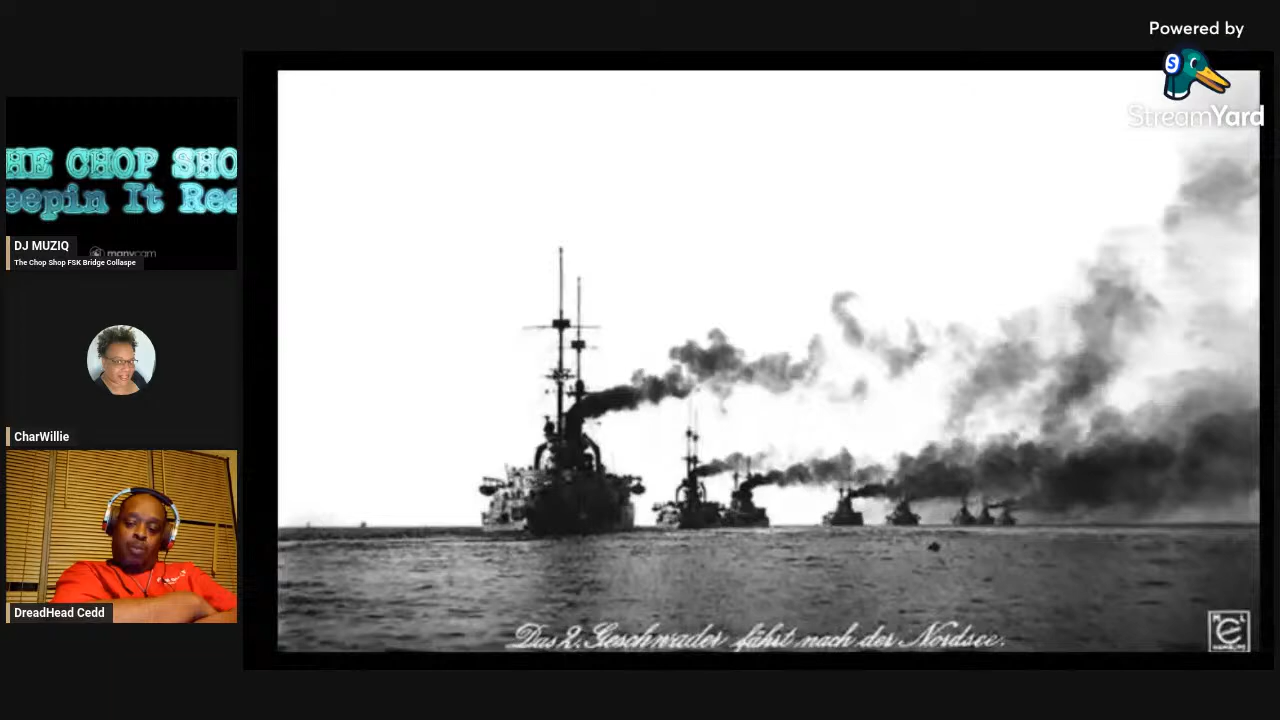 Powered by
StreamYard
HE CHOP SHO
eepin It Rea
manycam
DJ MUZIQ
The Chop Shop FSK Bridge Collaspe
CharWillie
DreadHead Cedd
Das 2. Geschwader fährt nach der Nordsee.